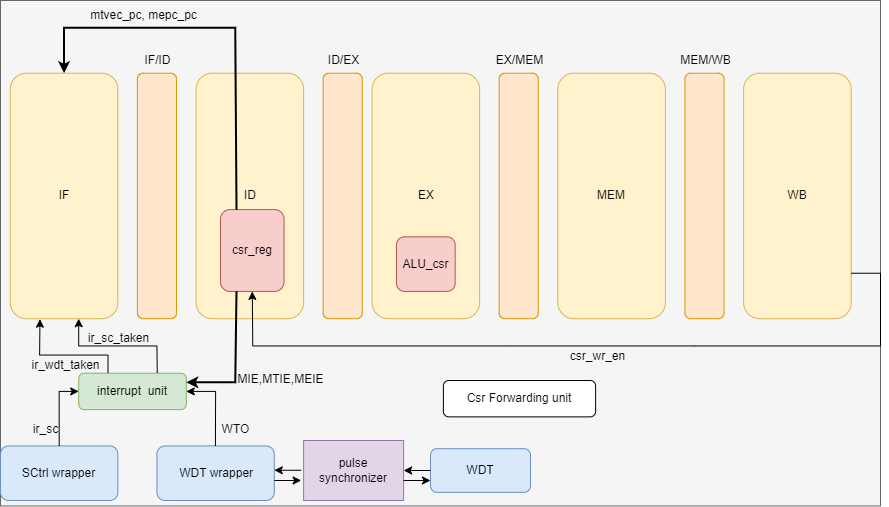 mtvec_pc, mepc_pc
IF/ID
ID/EX
EX/MEM
MEM/WB
IF
ID
EX
MEM
WB
csr_reg
ALU_csr
ir_sc_taken
ir_wdt_taken
csr_wr_en
MIE,MTIE,MEIE
interrupt unit
Csr Forwarding unit
ir_sc
WTO
SCtrl wrapper
WDT wrapper
pulse
synchronizer
WDT